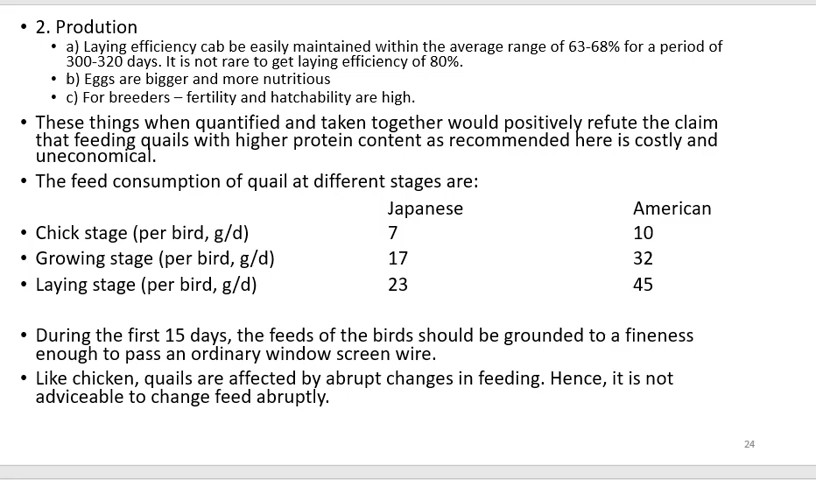 • 2. Prodution
• a) Laying efficiency cab be easily maintained within the average range of 63-68% for a period of
300-320 days. It is not rare to get laying efficiency of 80%.
• b) Eggs are bigger and more nutritious
• c) For breeders – fertility and hatchability are high.
• These things when quantified and taken together would positively refute the claim
that feeding quails with higher protein content as recommended here is costly and
uneconomical.
• The feed consumption of quail at different stages are:
Japanese American
• Chick stage (per bird, g/d) 7 10
• Growing stage (per bird, g/d) 17 32
• Laying stage (per bird, g/d) 23 45
• During the first 15 days, the feeds of the birds should be grounded to a fineness
enough to pass an ordinary window screen wire.
• Like chicken, quails are affected by abrupt changes in feeding. Hence, it is not
adviceable to change feed abruptly.
24